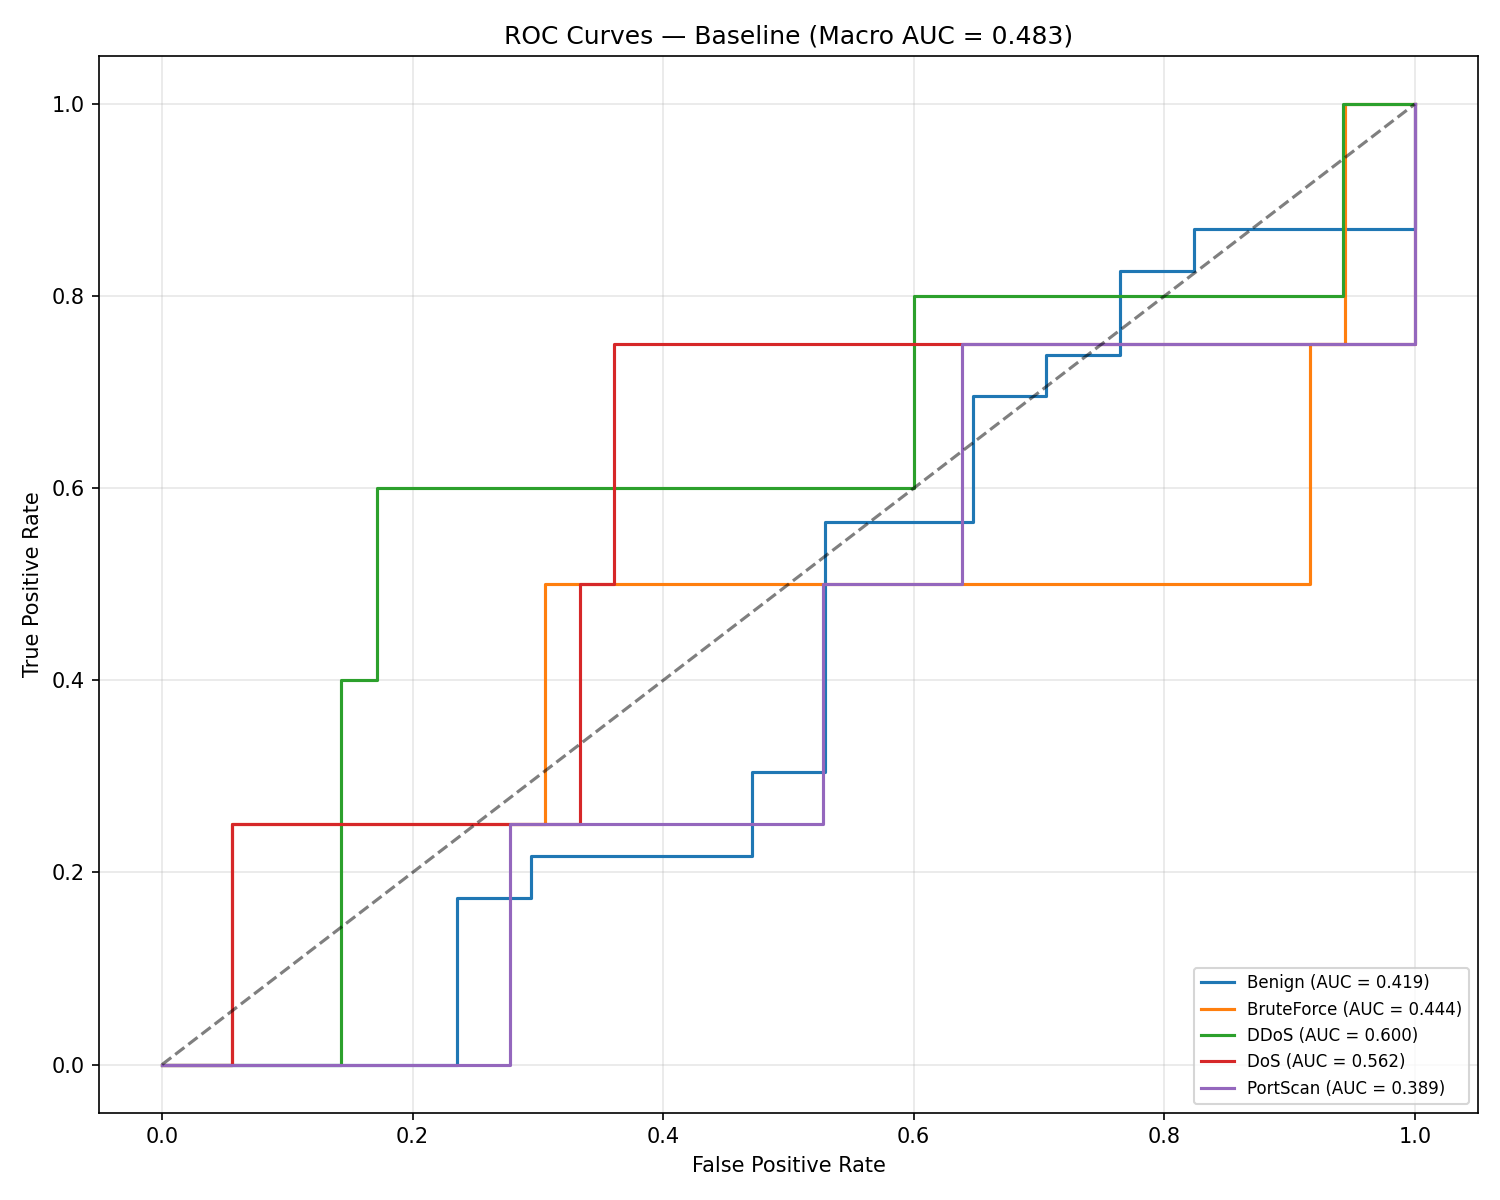 ROC Curves — Baseline (Macro AUC = 0.483)
True Positive Rate
1.0
0.8
0.6
0.4
0.2
0.0
Benign (AUC = 0.419)
BruteForce (AUC = 0.444)
DDoS (AUC = 0.600)
DoS (AUC = 0.562)
PortScan (AUC = 0.389)
0.0 0.2 0.4 0.6 0.8 1.0
False Positive Rate